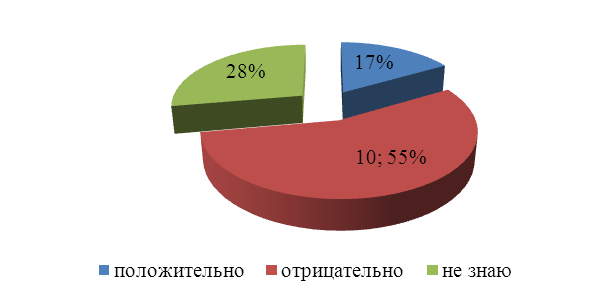 17%
28%
10; 55%
положительно отрицательно не знаю